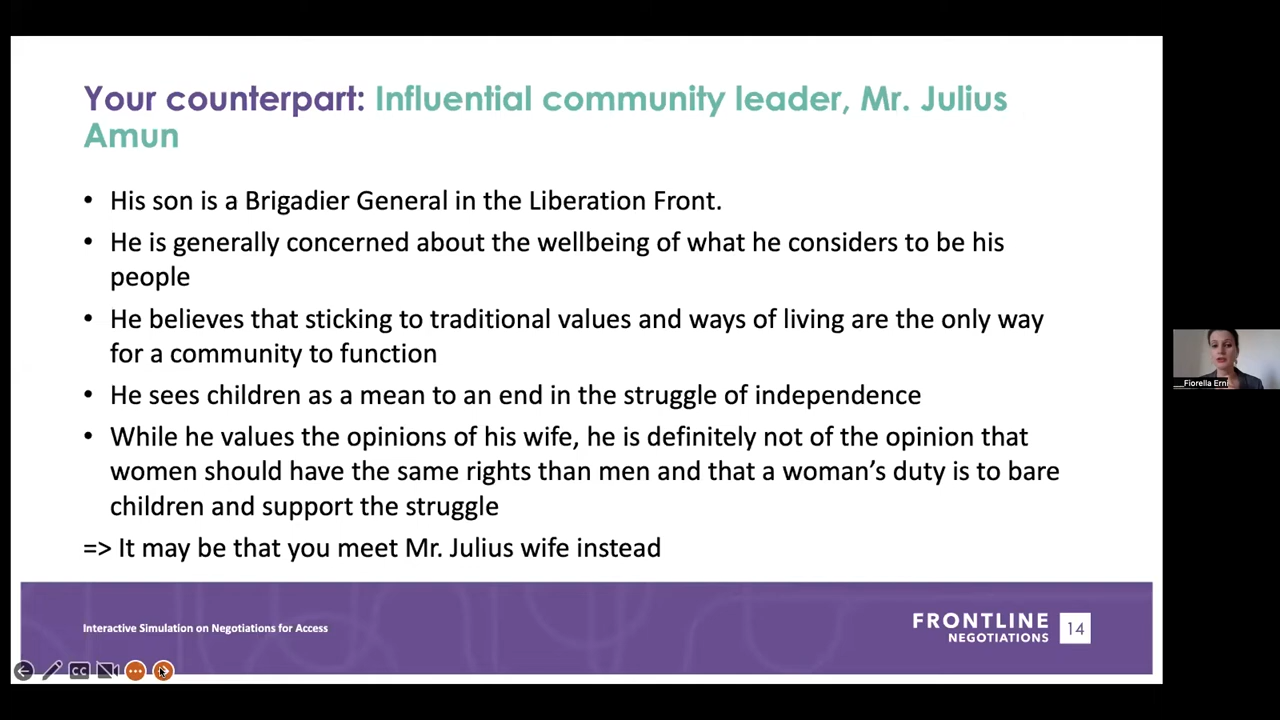 Your counterpart: Influential community leader, Mr. Julius
Amun
• His son is a Brigadier General in the Liberation Front.
• He is generally concerned about the wellbeing of what he considers to be his
people
• He believes that sticking to traditional values and ways of living are the only way
for a community to function
• He sees children as a mean to an end in the struggle of independence
• While he values the opinions of his wife, he is definitely not of the opinion that
women should have the same rights than men and that a woman's duty is to bare
children and support the struggle
=> It may be that you meet Mr. Julius wife instead
Interactive Simulation on Negotiations for Access
FRONTLINE
NEGOTIATIONS
14
CC
__Fiorella Erni